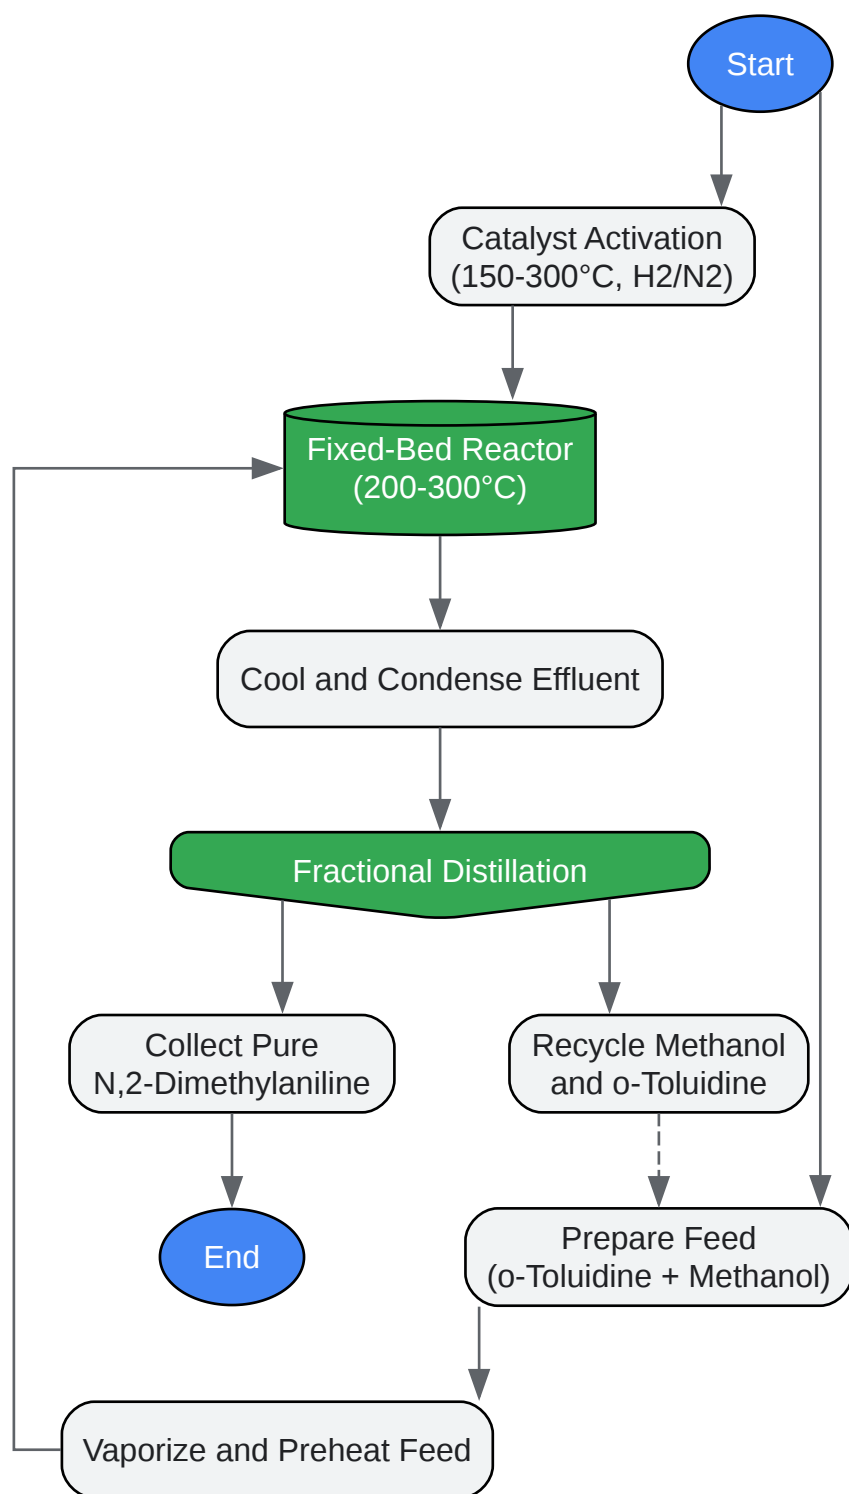 Start
Catalyst Activation
(150-300°C, H2/N2)
Fixed-Bed Reactor
(200-300°C)
Cool and Condense Effluent
Fractional Distillation
Collect Pure
N,2-Dimethylaniline
Recycle Methanol
and o-Toluidine
End
Prepare Feed
(o-Toluidine + Methanol)
Vaporize and Preheat Feed